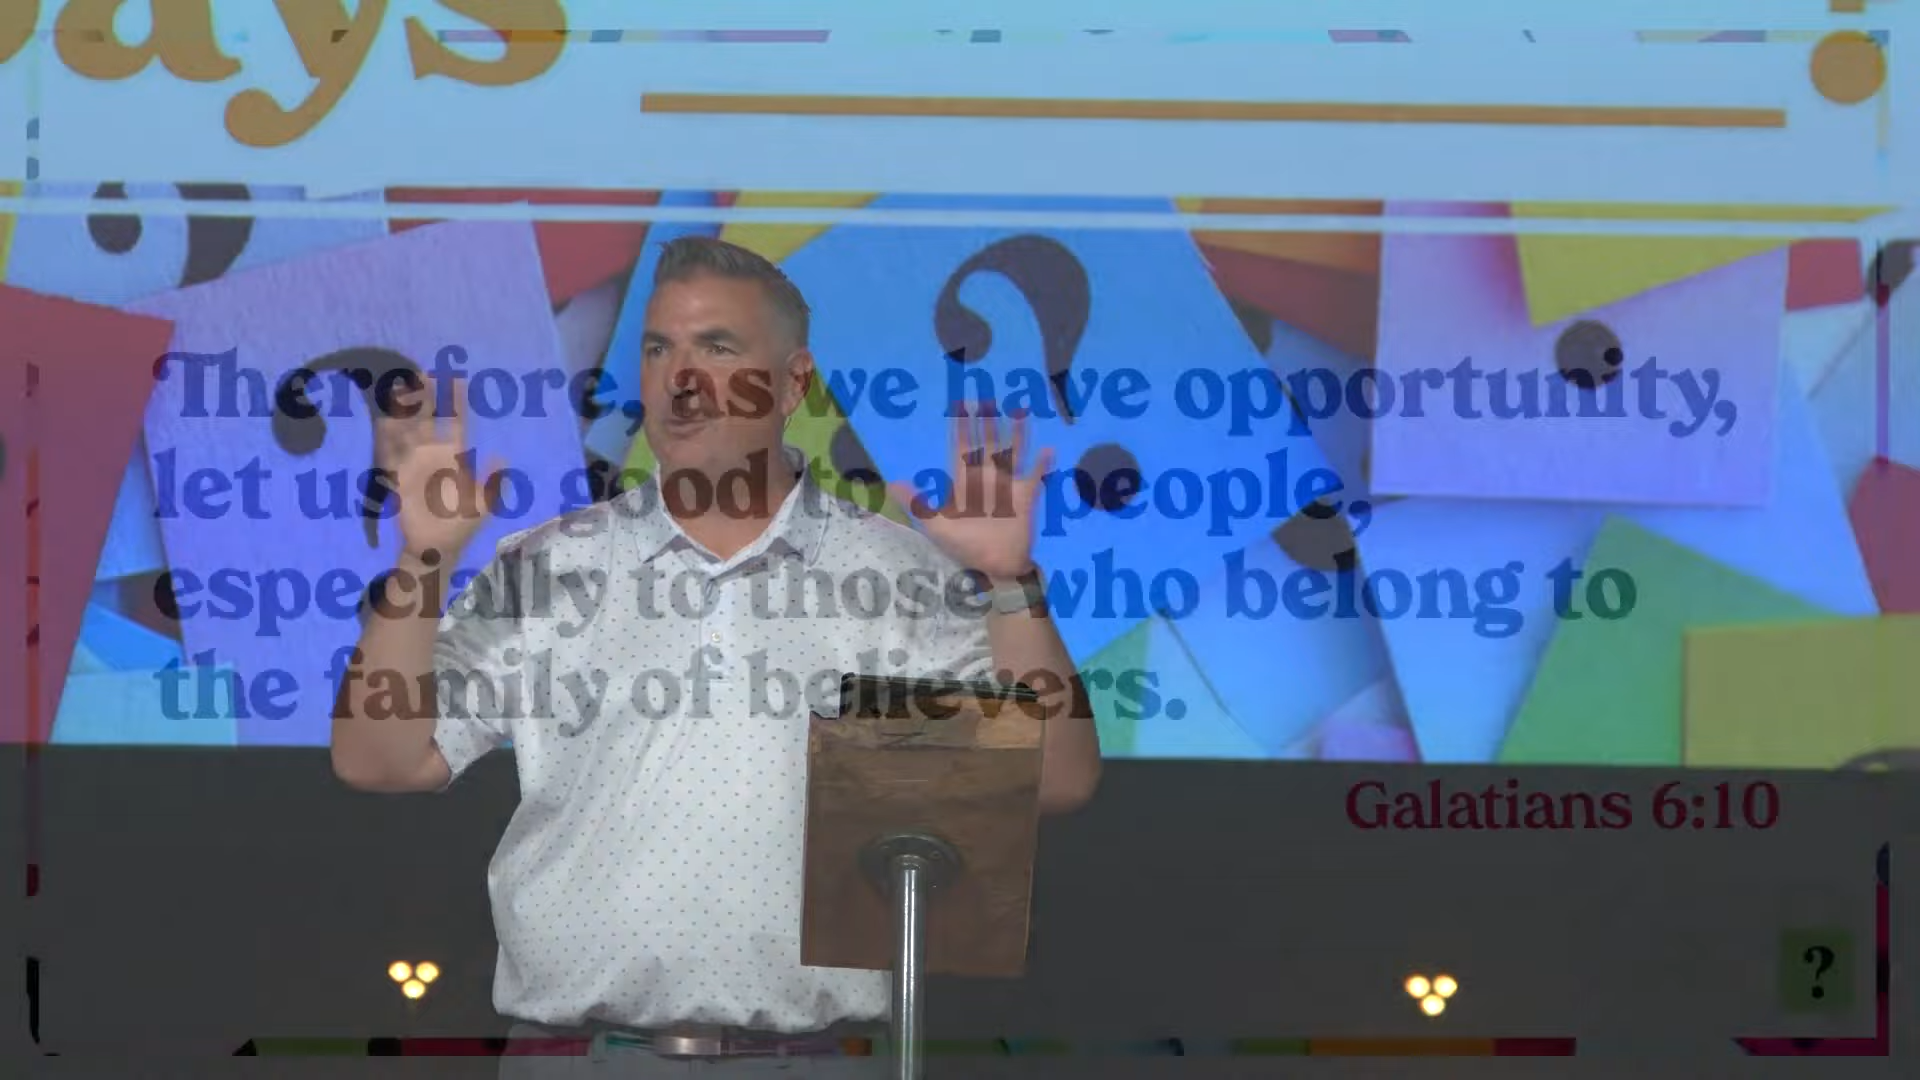 ays
Therefore, as we have opportunity,
let us do good to all people,
especially to those who belong to
the family of believers.
Galatians 6:10
?